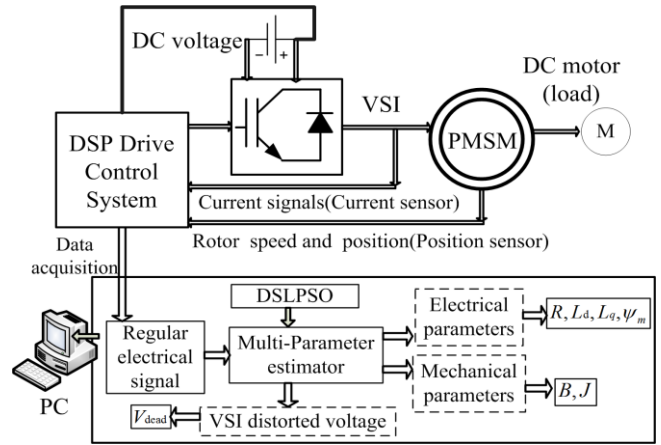 DC voltage
− +
VSI
DC motor
(load)
DSP Drive
Control
System
PMSM
M
Current signals(Current sensor)
Rotor speed and position(Position sensor)
Data
acquisition
DSLPSO
Regular
electrical
signal
Multi-Parameter
estimator
Electrical
parameters
R, Ld, Lq, ψm
Mechanical
parameters
B, J
PC
Vdead
VSI distorted voltage